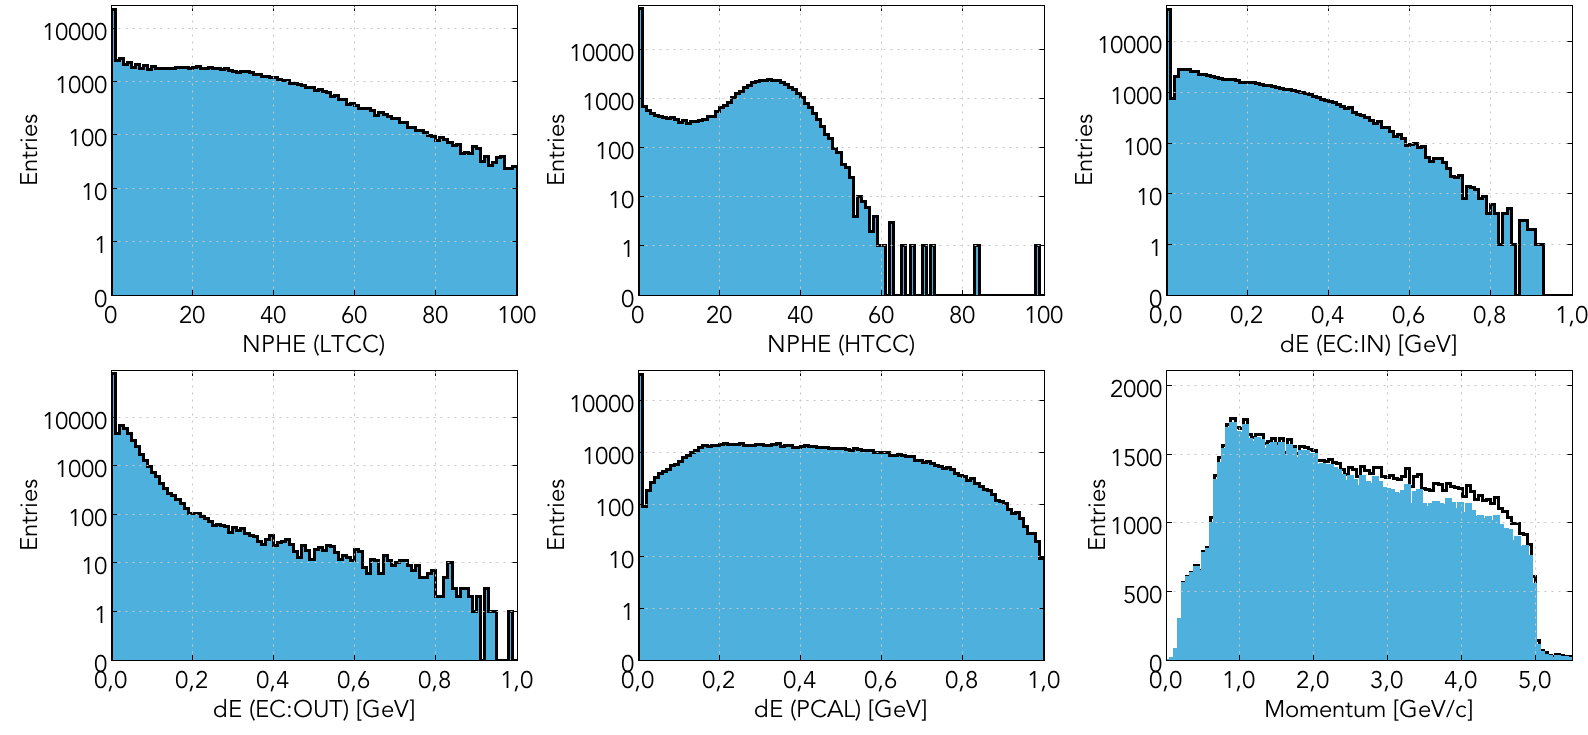 Entries
10000
1000
100
10
1
0
0 20 40 60 80 100
NPHE (LTCC)
Entries
10000
1000
100
10
1
0
0 20 40 60 80 100
NPHE (HTCC)
Entries
10000
1000
100
10
1
0
0,0 0,2 0,4 0,6 0,8 1,0
dE (EC:IN) [GeV]
Entries
10000
1000
100
10
1
0
0,0 0,2 0,4 0,6 0,8 1,0
dE (EC:OUT) [GeV]
Entries
10000
1000
100
10
1
0
0,0 0,2 0,4 0,6 0,8 1,0
dE (PCAL) [GeV]
Entries
2000
1500
1000
500
0
0,0 1,0 2,0 3,0 4,0 5,0
Momentum [GeV/c]